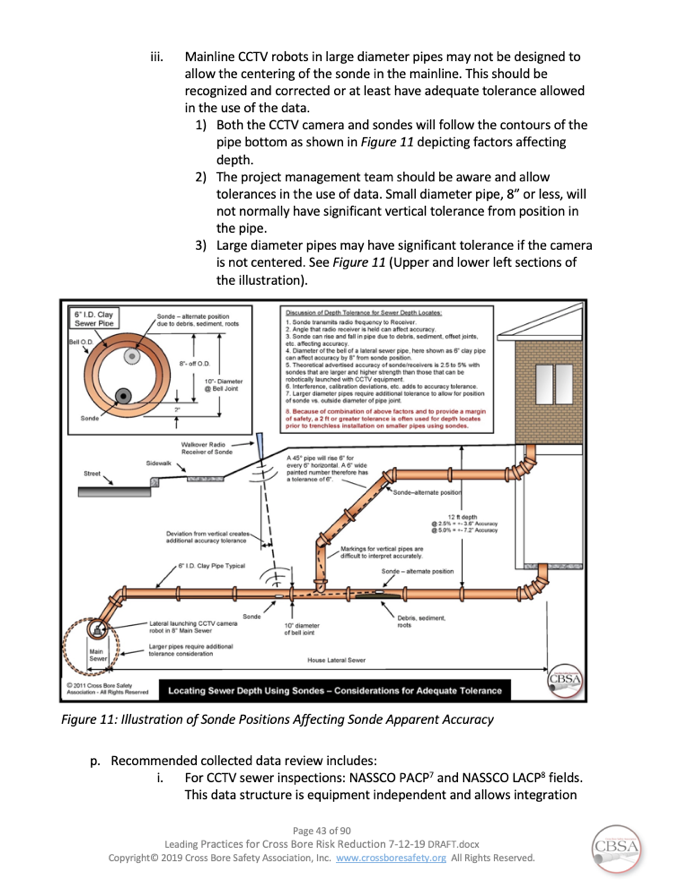 iii. Mainline CCTV robots in large diameter pipes may not be designed to
allow the centering of the sonde in the mainline. This should be
recognized and corrected or at least have adequate tolerance allowed
in the use of the data.
1) Both the CCTV camera and sondes will follow the contours of the
pipe bottom as shown in Figure 11 depicting factors affecting
depth.
2) The project management team should be aware and allow
tolerances in the use of data. Small diameter pipe, 8" or less, will
not normally have significant vertical tolerance from position in
the pipe.
3) Large diameter pipes may have significant tolerance if the camera
is not centered. See Figure 11 (Upper and lower left sections of
the illustration).
6" I.D. Clay
Sewer Pipe
Sonde – alternate position
due to debris, sediment, roots
Bell O.D.
8"- off O.D.
10"- Diameter
@ Bell Joint
2"
Sonde
Discussion of Depth Tolerance for Sewer Depth Locates:
1. Sonde transmits radio frequency to Receiver.
2. Angle that radio receiver is held can affect accuracy.
3. Sonde can rise and fall in pipe due to debris, sediment, offset joints,
etc. affecting accuracy.
4. Diameter of the bell of a lateral sewer pipe, here shown as 6" clay pipe
can affect accuracy by 8" from sonde position.
5. Theoretical advertised accuracy of sonde/receivers is 2.5 to 5% with
sondes that are larger and higher strength than those that can be
robotically launched with CCTV equipment.
6. Interference, calibration deviations, etc. adds to accuracy tolerance.
7. Larger diameter pipes require additional tolerance to allow for position
of sonde vs. outside diameter of pipe joint.
8. Because of combination of above factors and to provide a margin
of safety, a 2 ft or greater tolerance is often used for depth locates
prior to trenchless installation on smaller pipes using sondes.
Walkover Radio
Receiver of Sonde
Sidewalk
Street
A 45° pipe will rise 6" for
every 6" horizontal. A 6" wide
painted number therefore has
a tolerance of 6".
Sonde-alternate position
12 ft depth
@ 2.5% = +-3.6" Accuracy
@ 5.0% = +-7.2" Accuracy
Deviation from vertical creates
additional accuracy tolerance
Markings for vertical pipes are
difficult to interpret accurately.
6" I.D. Clay Pipe Typical
Sonde – alternate position
Sonde
Lateral launching CCTV camera
robot in 8" Main Sewer
10" diameter
of bell joint
Debris, sediment,
roots
Main
Sewer
Larger pipes require additional
tolerance consideration
House Lateral Sewer
© 2011 Cross Bore Safety
Association - All Rights Reserved
Locating Sewer Depth Using Sondes – Considerations for Adequate Tolerance
CBSA
Figure 11: Illustration of Sonde Positions Affecting Sonde Apparent Accuracy
p. Recommended collected data review includes:
i. For CCTV sewer inspections: NASSCO PACP7 and NASSCO LACP8 fields.
This data structure is equipment independent and allows integration
Page 43 of 90
Leading Practices for Cross Bore Risk Reduction 7-12-19 DRAFT.docx
Copyright© 2019 Cross Bore Safety Association, Inc. www.crossboresafety.org All Rights Reserved.
CBSA